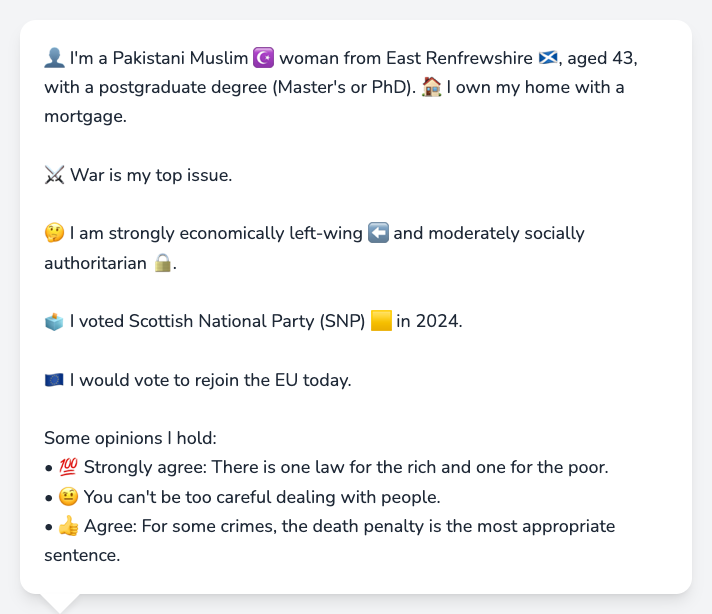 👤 I'm a Pakistani Muslim ☪️ woman from East Renfrewshire 🏴󠁧󠁢󠁳󠁣󠁴󠁿, aged 43,
with a postgraduate degree (Master's or PhD). 🏠 I own my home with a
mortgage.
⚔️ War is my top issue.
🤔 I am strongly economically left-wing ⬅️ and moderately socially
authoritarian 🔒.
🗳️ I voted Scottish National Party (SNP) 🟨 in 2024.
🇪🇺 I would vote to rejoin the EU today.
Some opinions I hold:
• 💯 Strongly agree: There is one law for the rich and one for the poor.
• 🤨 You can't be too careful dealing with people.
• 👍 Agree: For some crimes, the death penalty is the most appropriate
sentence.